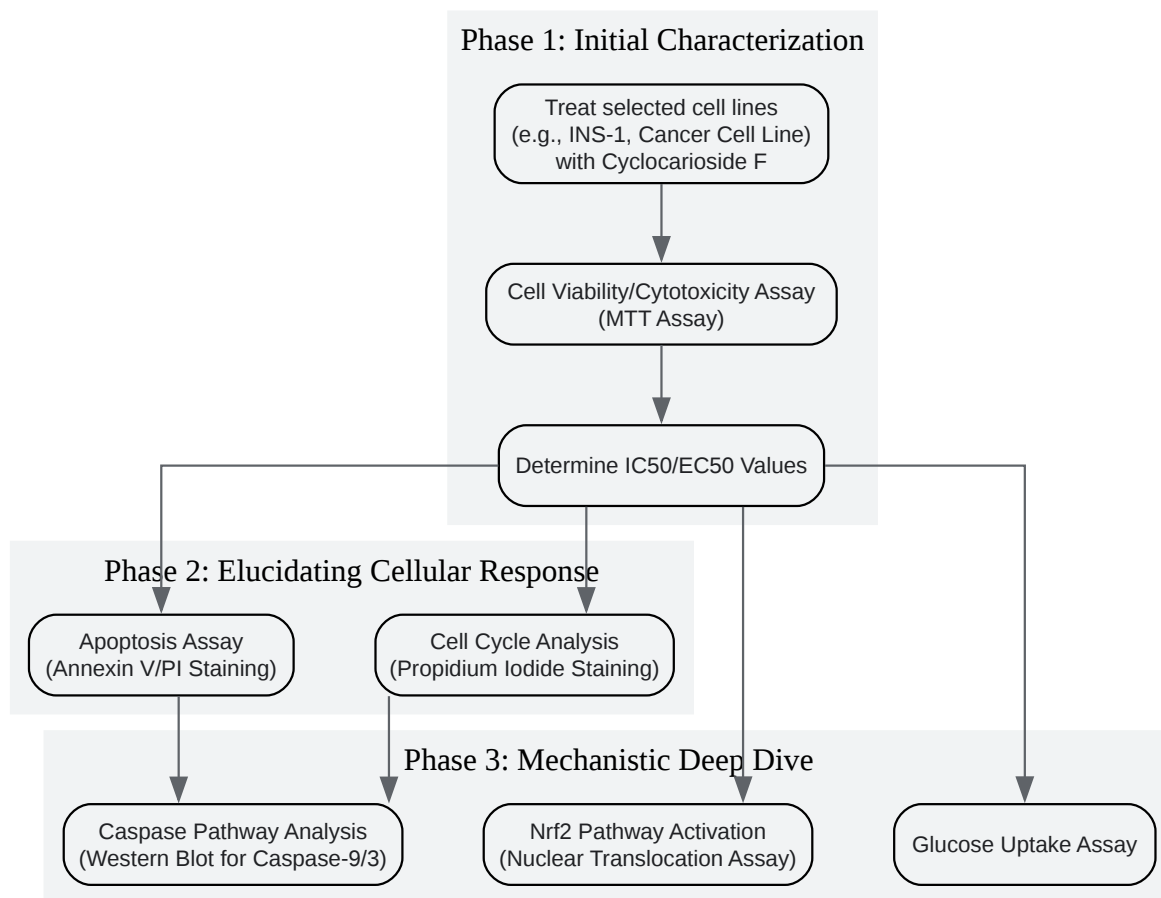 Phase 1: Initial Characterization
Treat selected cell lines
(e.g., INS-1, Cancer Cell Line)
with Cyclocarioside F
Cell Viability/Cytotoxicity Assay
(MTT Assay)
Determine IC50/EC50 Values
Phase 2: Elucidating Cellular Response
Apoptosis Assay
(Annexin V/PI Staining)
Cell Cycle Analysis
(Propidium Iodide Staining)
Phase 3: Mechanistic Deep Dive
Caspase Pathway Analysis
(Western Blot for Caspase-9/3)
Nrf2 Pathway Activation
(Nuclear Translocation Assay)
Glucose Uptake Assay